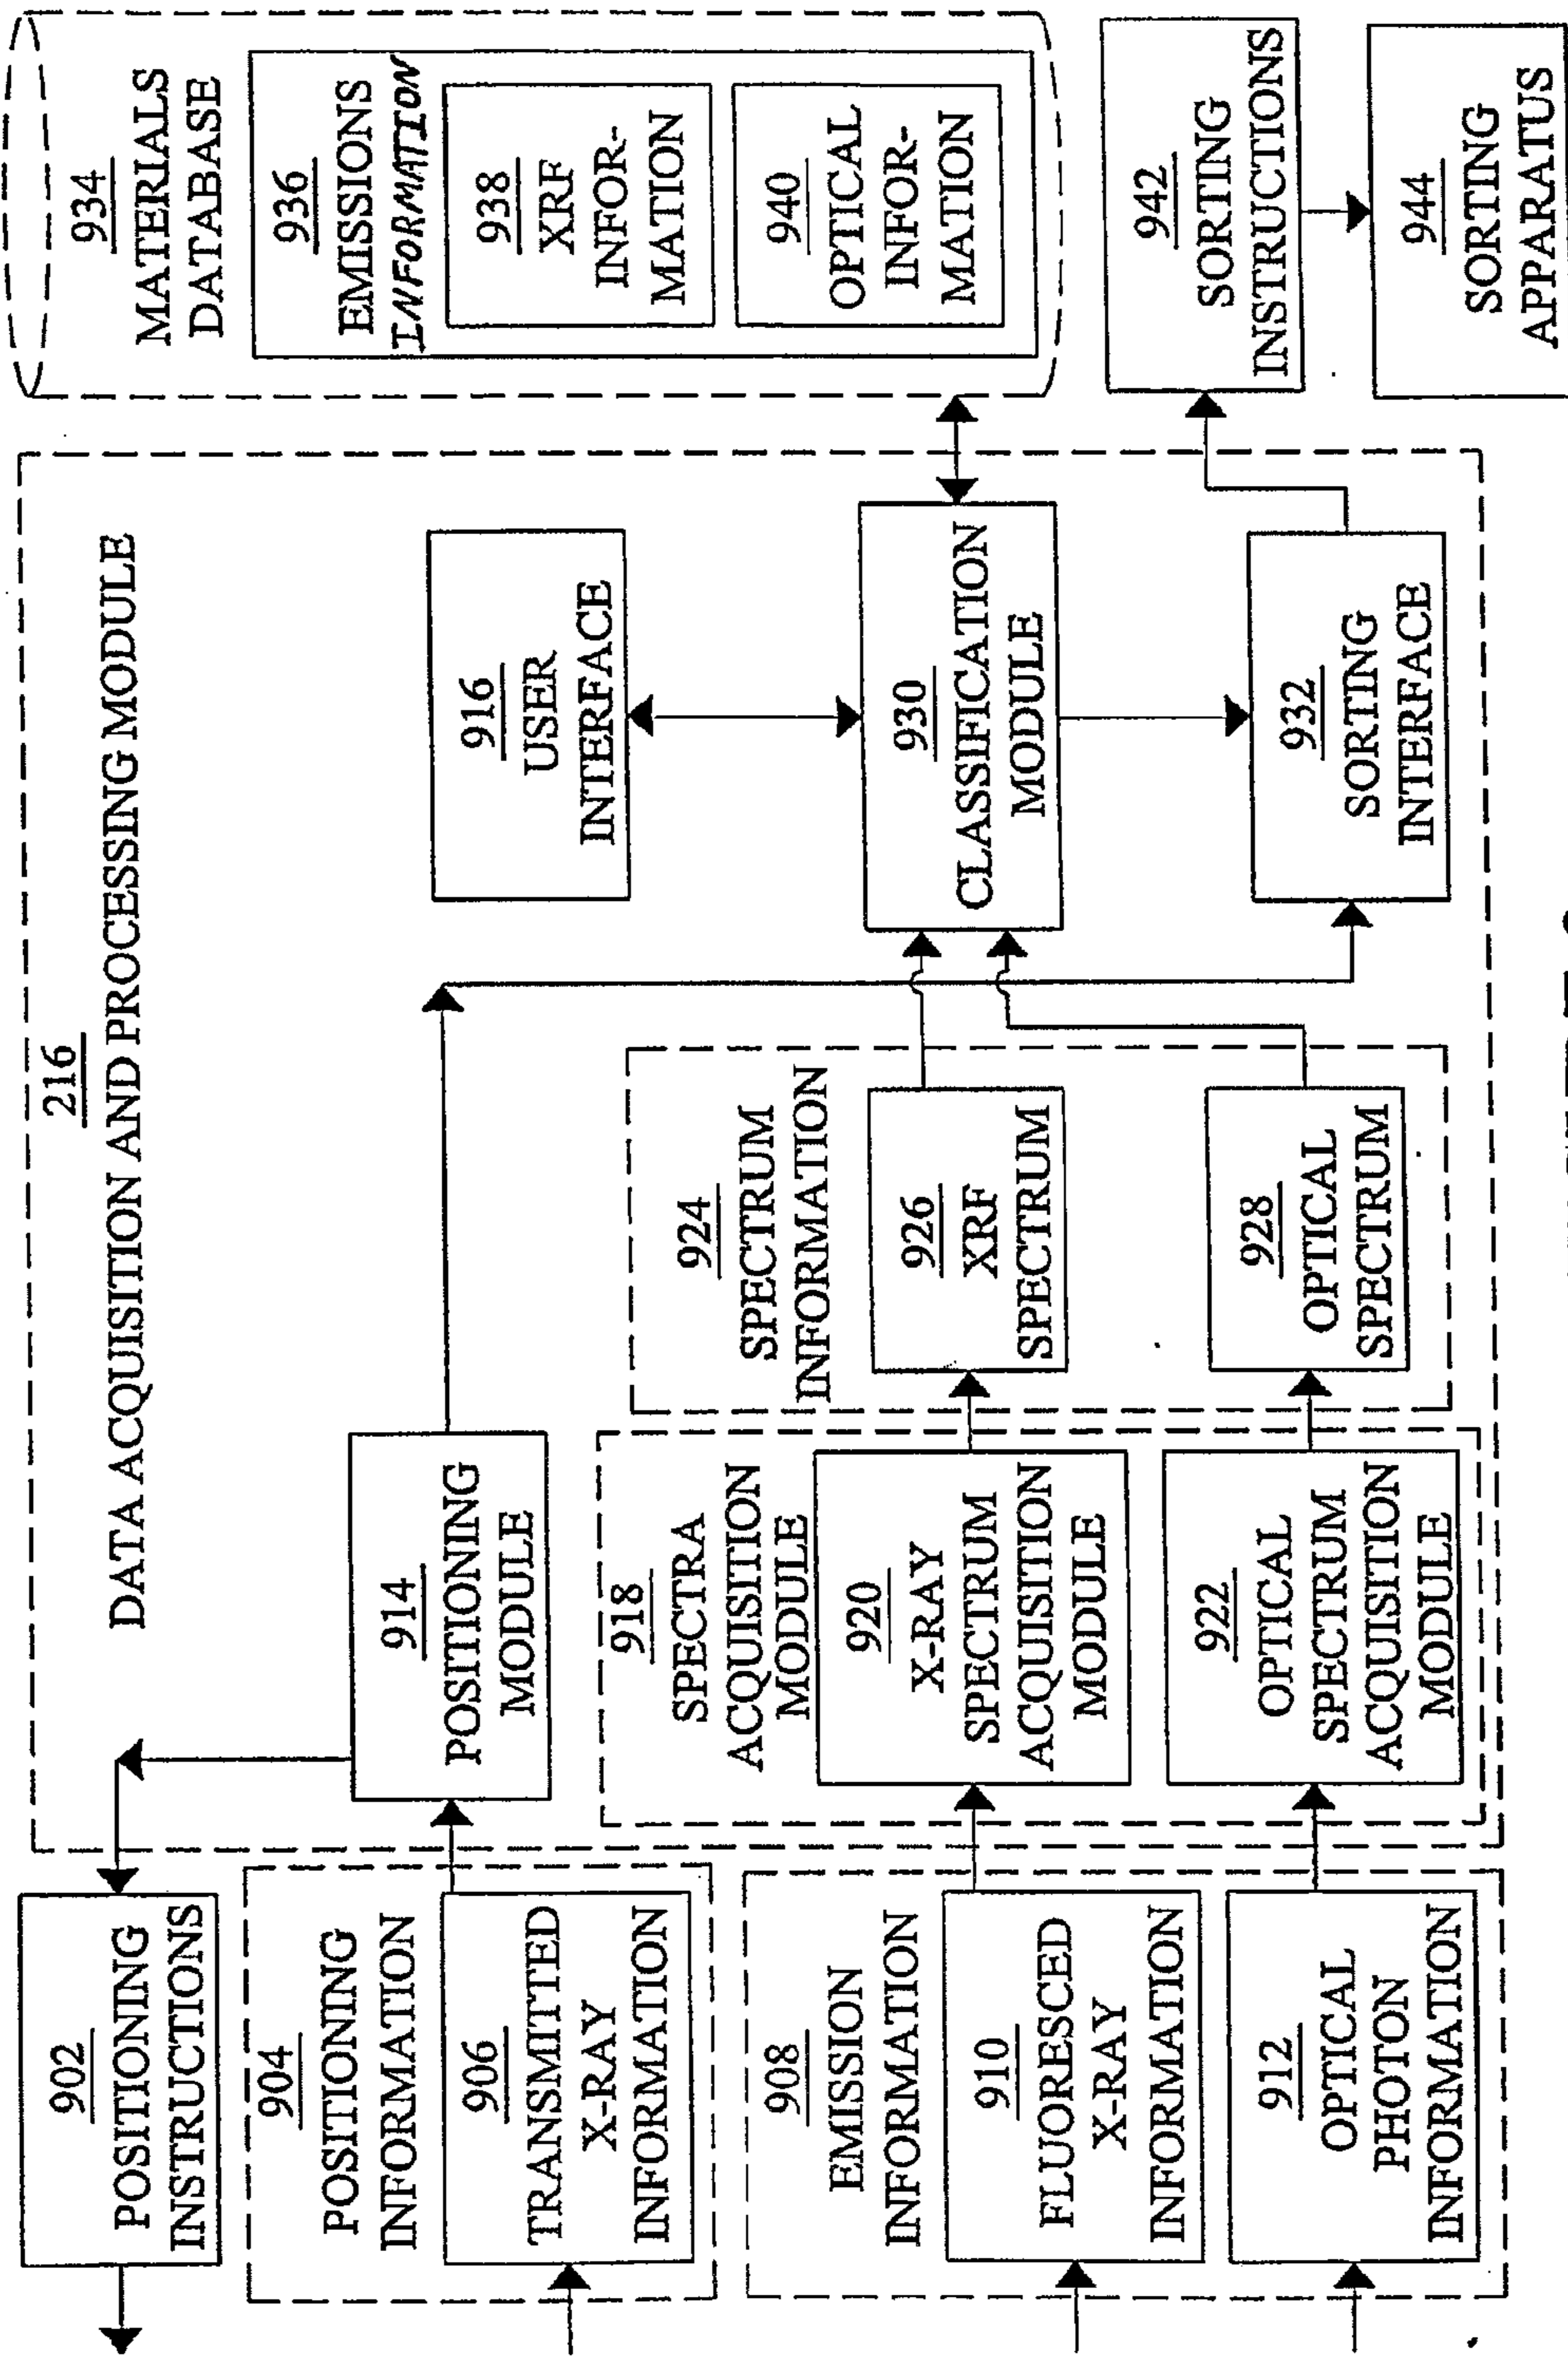 216
DATA ACQUISITION AND PROCESSING MODULE
902
POSITIONING
INSTRUCTIONS
904
POSITIONING
INFORMATION
906
TRANSMITTED
X-RAY
INFORMATION
908
EMISSION
INFORMATION
910
FLUORESCED
X-RAY
INFORMATION
912
OPTICAL
PHOTON
INFORMATION
914
POSITIONING
MODULE
918
SPECTRA
ACQUISITION
MODULE
920
X-RAY
SPECTRUM
ACQUISITION
MODULE
922
OPTICAL
SPECTRUM
ACQUISITION
MODULE
924
SPECTRUM
INFORMATION
926
XRF
SPECTRUM
928
OPTICAL
SPECTRUM
916
USER
INTERFACE
930
CLASSIFICATION
MODULE
932
SORTING
INTERFACE
934
MATERIALS
DATABASE
936
EMISSIONS
INFORMATION
938
XRF
INFOR-
MATION
940
OPTICAL
INFOR-
MATION
942
SORTING
INSTRUCTIONS
944
SORTING
APPARATUS